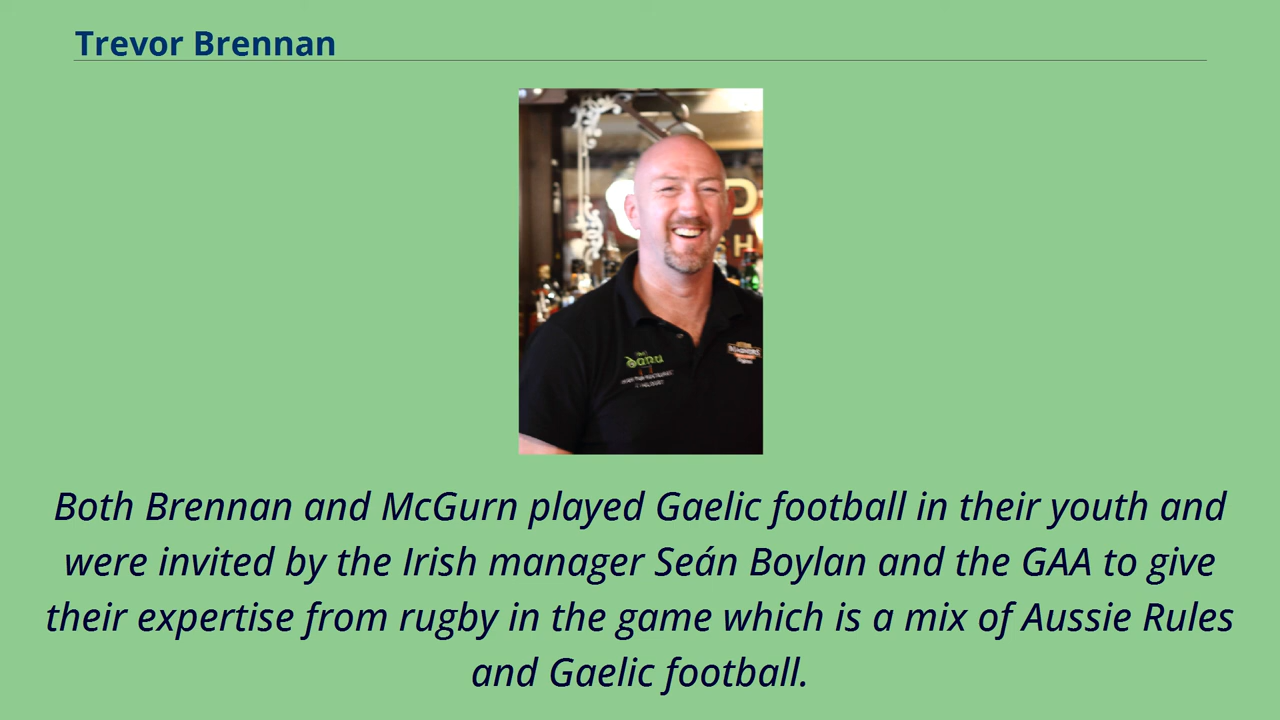 Trevor Brennan
Both Brennan and McGurn played Gaelic football in their youth and
were invited by the Irish manager Seán Boylan and the GAA to give
their expertise from rugby in the game which is a mix of Aussie Rules
and Gaelic football.